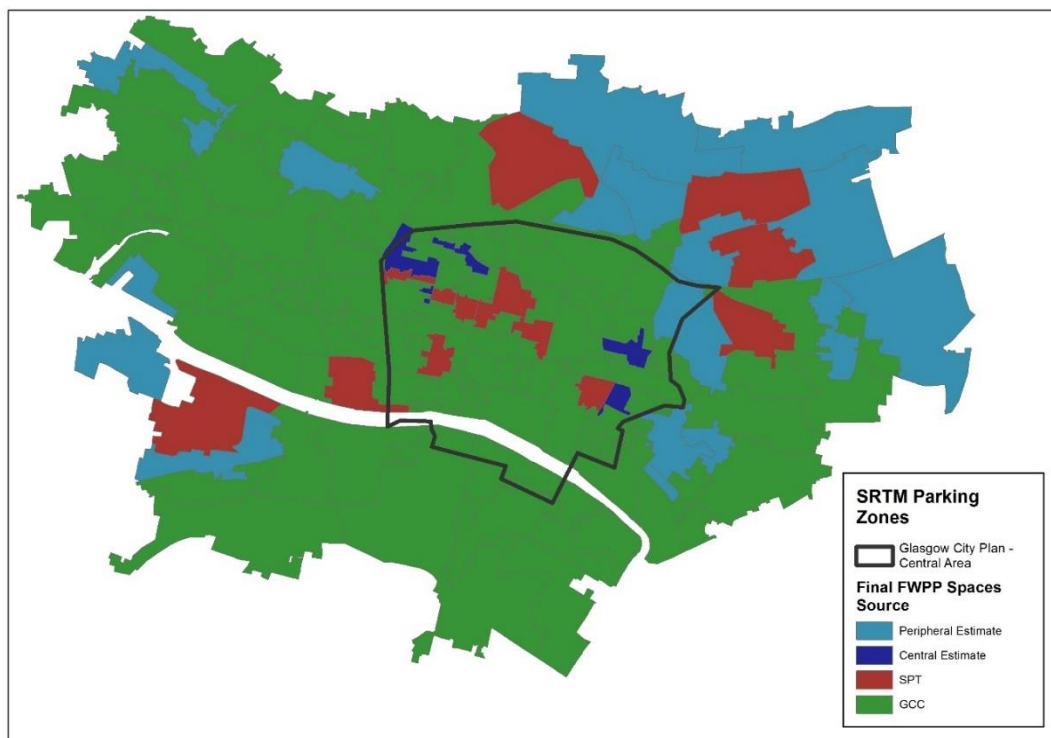 SRTM Parking
Zones
Glasgow City Plan -
Central Area
Final FWPP Spaces
Source
Peripheral Estimate
Central Estimate
SPT
GCC